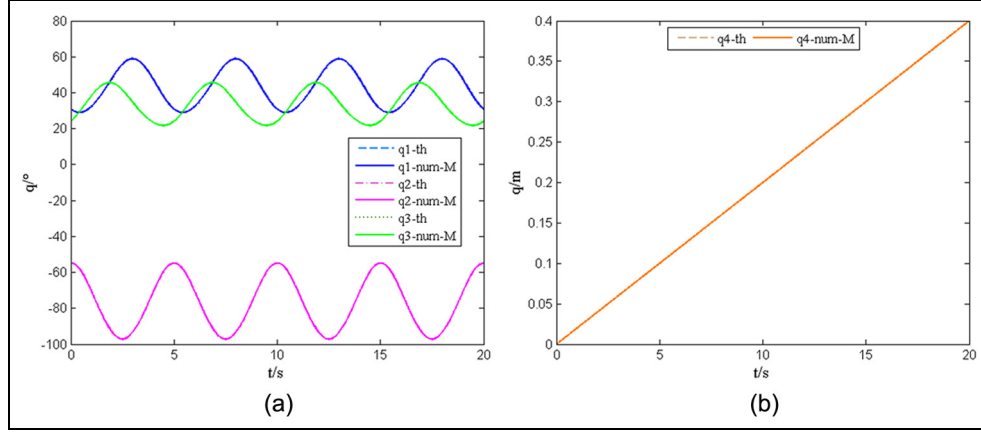 80
60
40
20
0
-20
-40
-60
-80
-100
q/°
q1-th
q1-num-M
q2-th
q2-num-M
q3-th
q3-num-M
0 5 10 15 20
t/s
(a)
0.4
0.35
0.3
0.25
0.2
0.15
0.1
0.05
0
q/m
q4-th q4-num-M
0 5 10 15 20
t/s
(b)